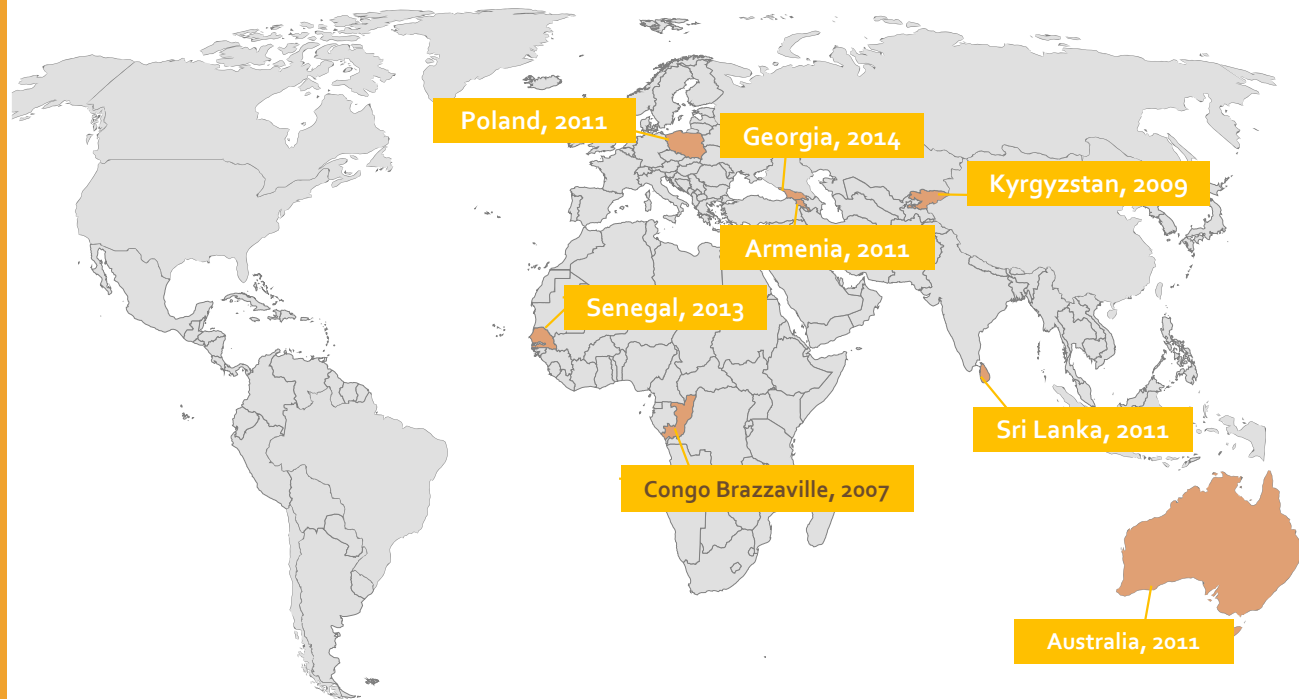 Poland, 2011
Georgia, 2014
Kyrgyzstan, 2009
Armenia, 2011
Senegal, 2013
Sri Lanka, 2011
Congo Brazzaville, 2007
Australia, 2011